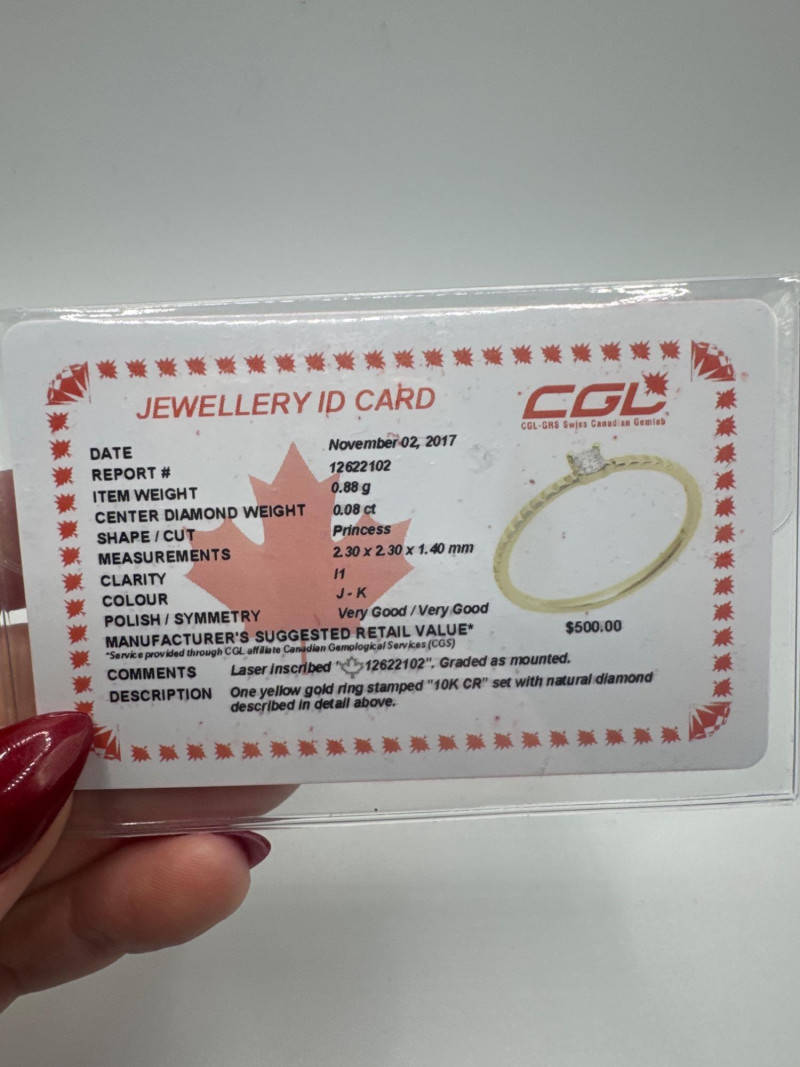 JEWELLERY ID CARD
CGL
CGL-GRS Swiss Canadian Gemlab
DATE November 02, 2017
REPORT # 12622102
ITEM WEIGHT 0.88 g
CENTER DIAMOND WEIGHT 0.08 ct
SHAPE / CUT Princess
MEASUREMENTS 2.30 x 2.30 x 1.40 mm
CLARITY I1
COLOUR J - K
POLISH / SYMMETRY Very Good / Very Good
MANUFACTURER'S SUGGESTED RETAIL VALUE* $500.00
*Service provided through CGL affiliate Canadian Gemological Services (CGS)
COMMENTS Laser inscribed "12622102", Graded as mounted.
DESCRIPTION One yellow gold ring stamped "10K CR" set with natural diamond
described in detail above.